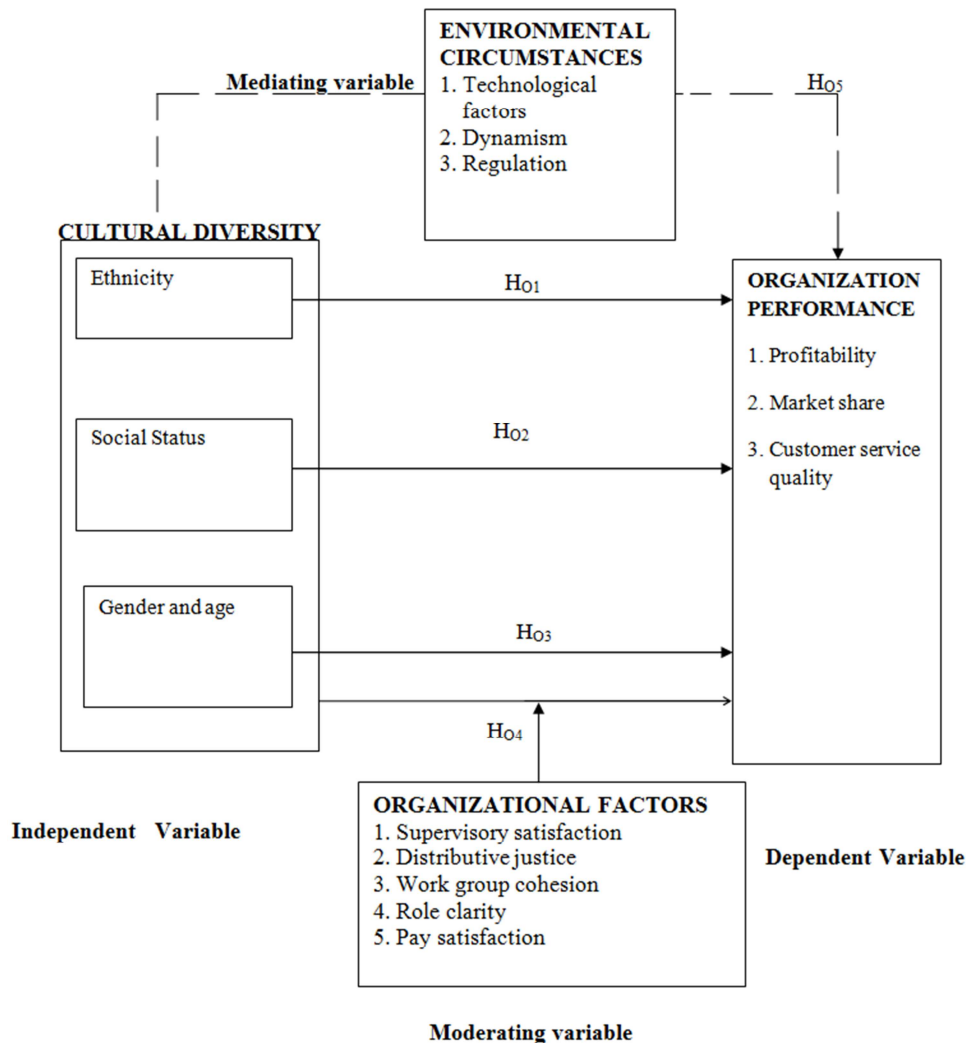 ENVIRONMENTAL
CIRCUMSTANCES
1. Technological
factors
2. Dynamism
3. Regulation
Mediating variable
HO5
CULTURAL DIVERSITY
Ethnicity
HO1
ORGANIZATION
PERFORMANCE
1. Profitability
2. Market share
3. Customer service
quality
Social Status
HO2
Gender and age
HO3
HO4
ORGANIZATIONAL FACTORS
1. Supervisory satisfaction
2. Distributive justice
3. Work group cohesion
4. Role clarity
5. Pay satisfaction
Independent Variable
Dependent Variable
Moderating variable